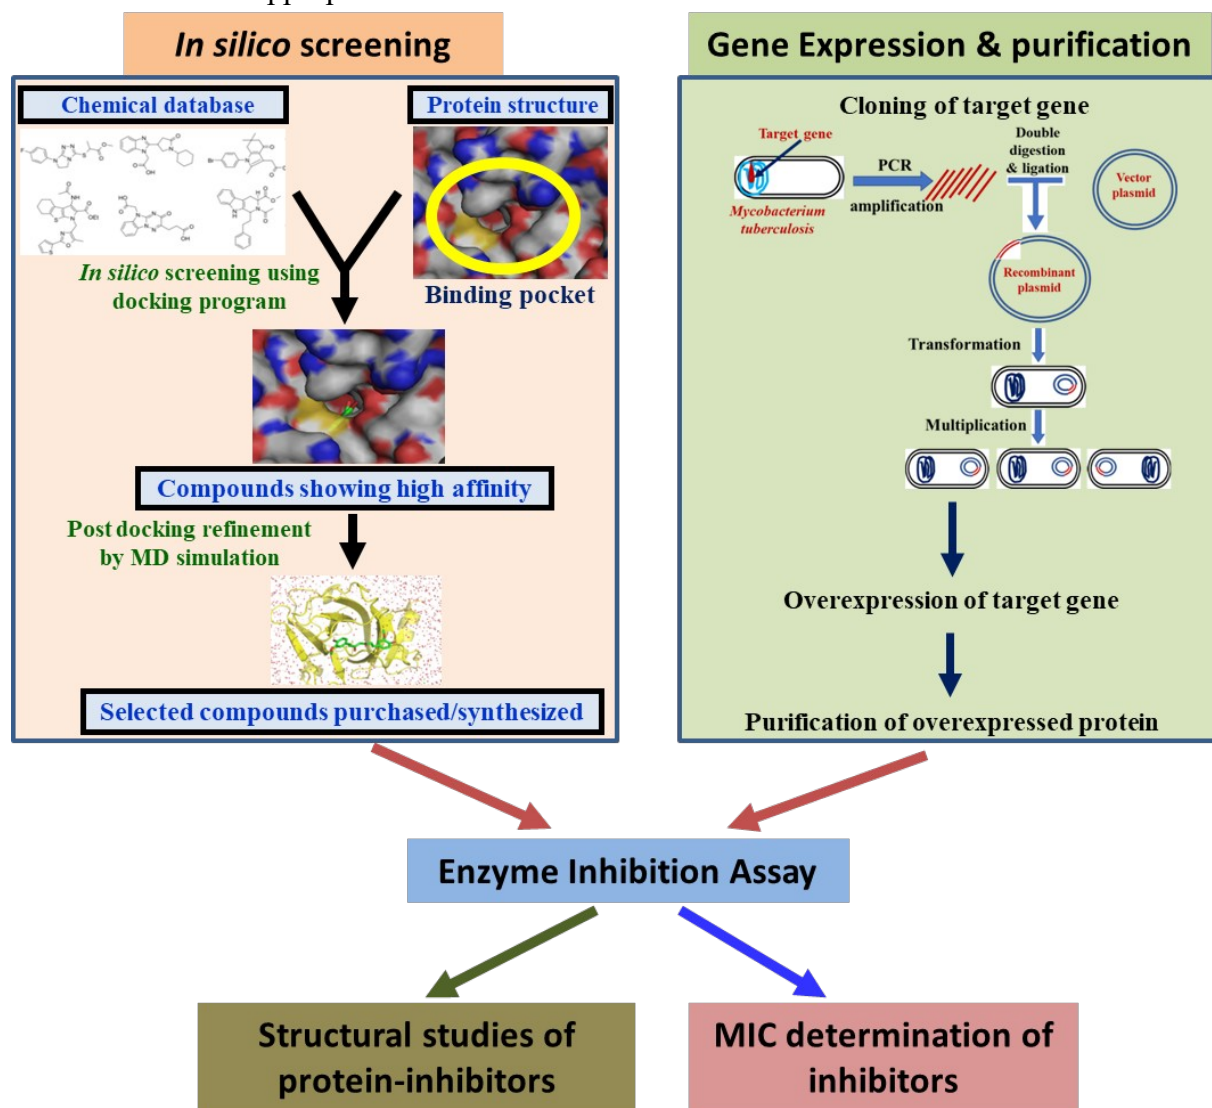 In silico screening
Chemical database
Protein structure
In silico screening using
docking program
Binding pocket
Compounds showing high affinity
Post docking refinement
by MD simulation
Selected compounds purchased/synthesized
Gene Expression & purification
Cloning of target gene
Target gene
Mycobacterium
tuberculosis
PCR
amplification
Double
digestion
& ligation
Vector
plasmid
Recombinant
plasmid
Transformation
Multiplication
Overexpression of target gene
Purification of overexpressed protein
Enzyme Inhibition Assay
Structural studies of
protein-inhibitors
MIC determination of
inhibitors